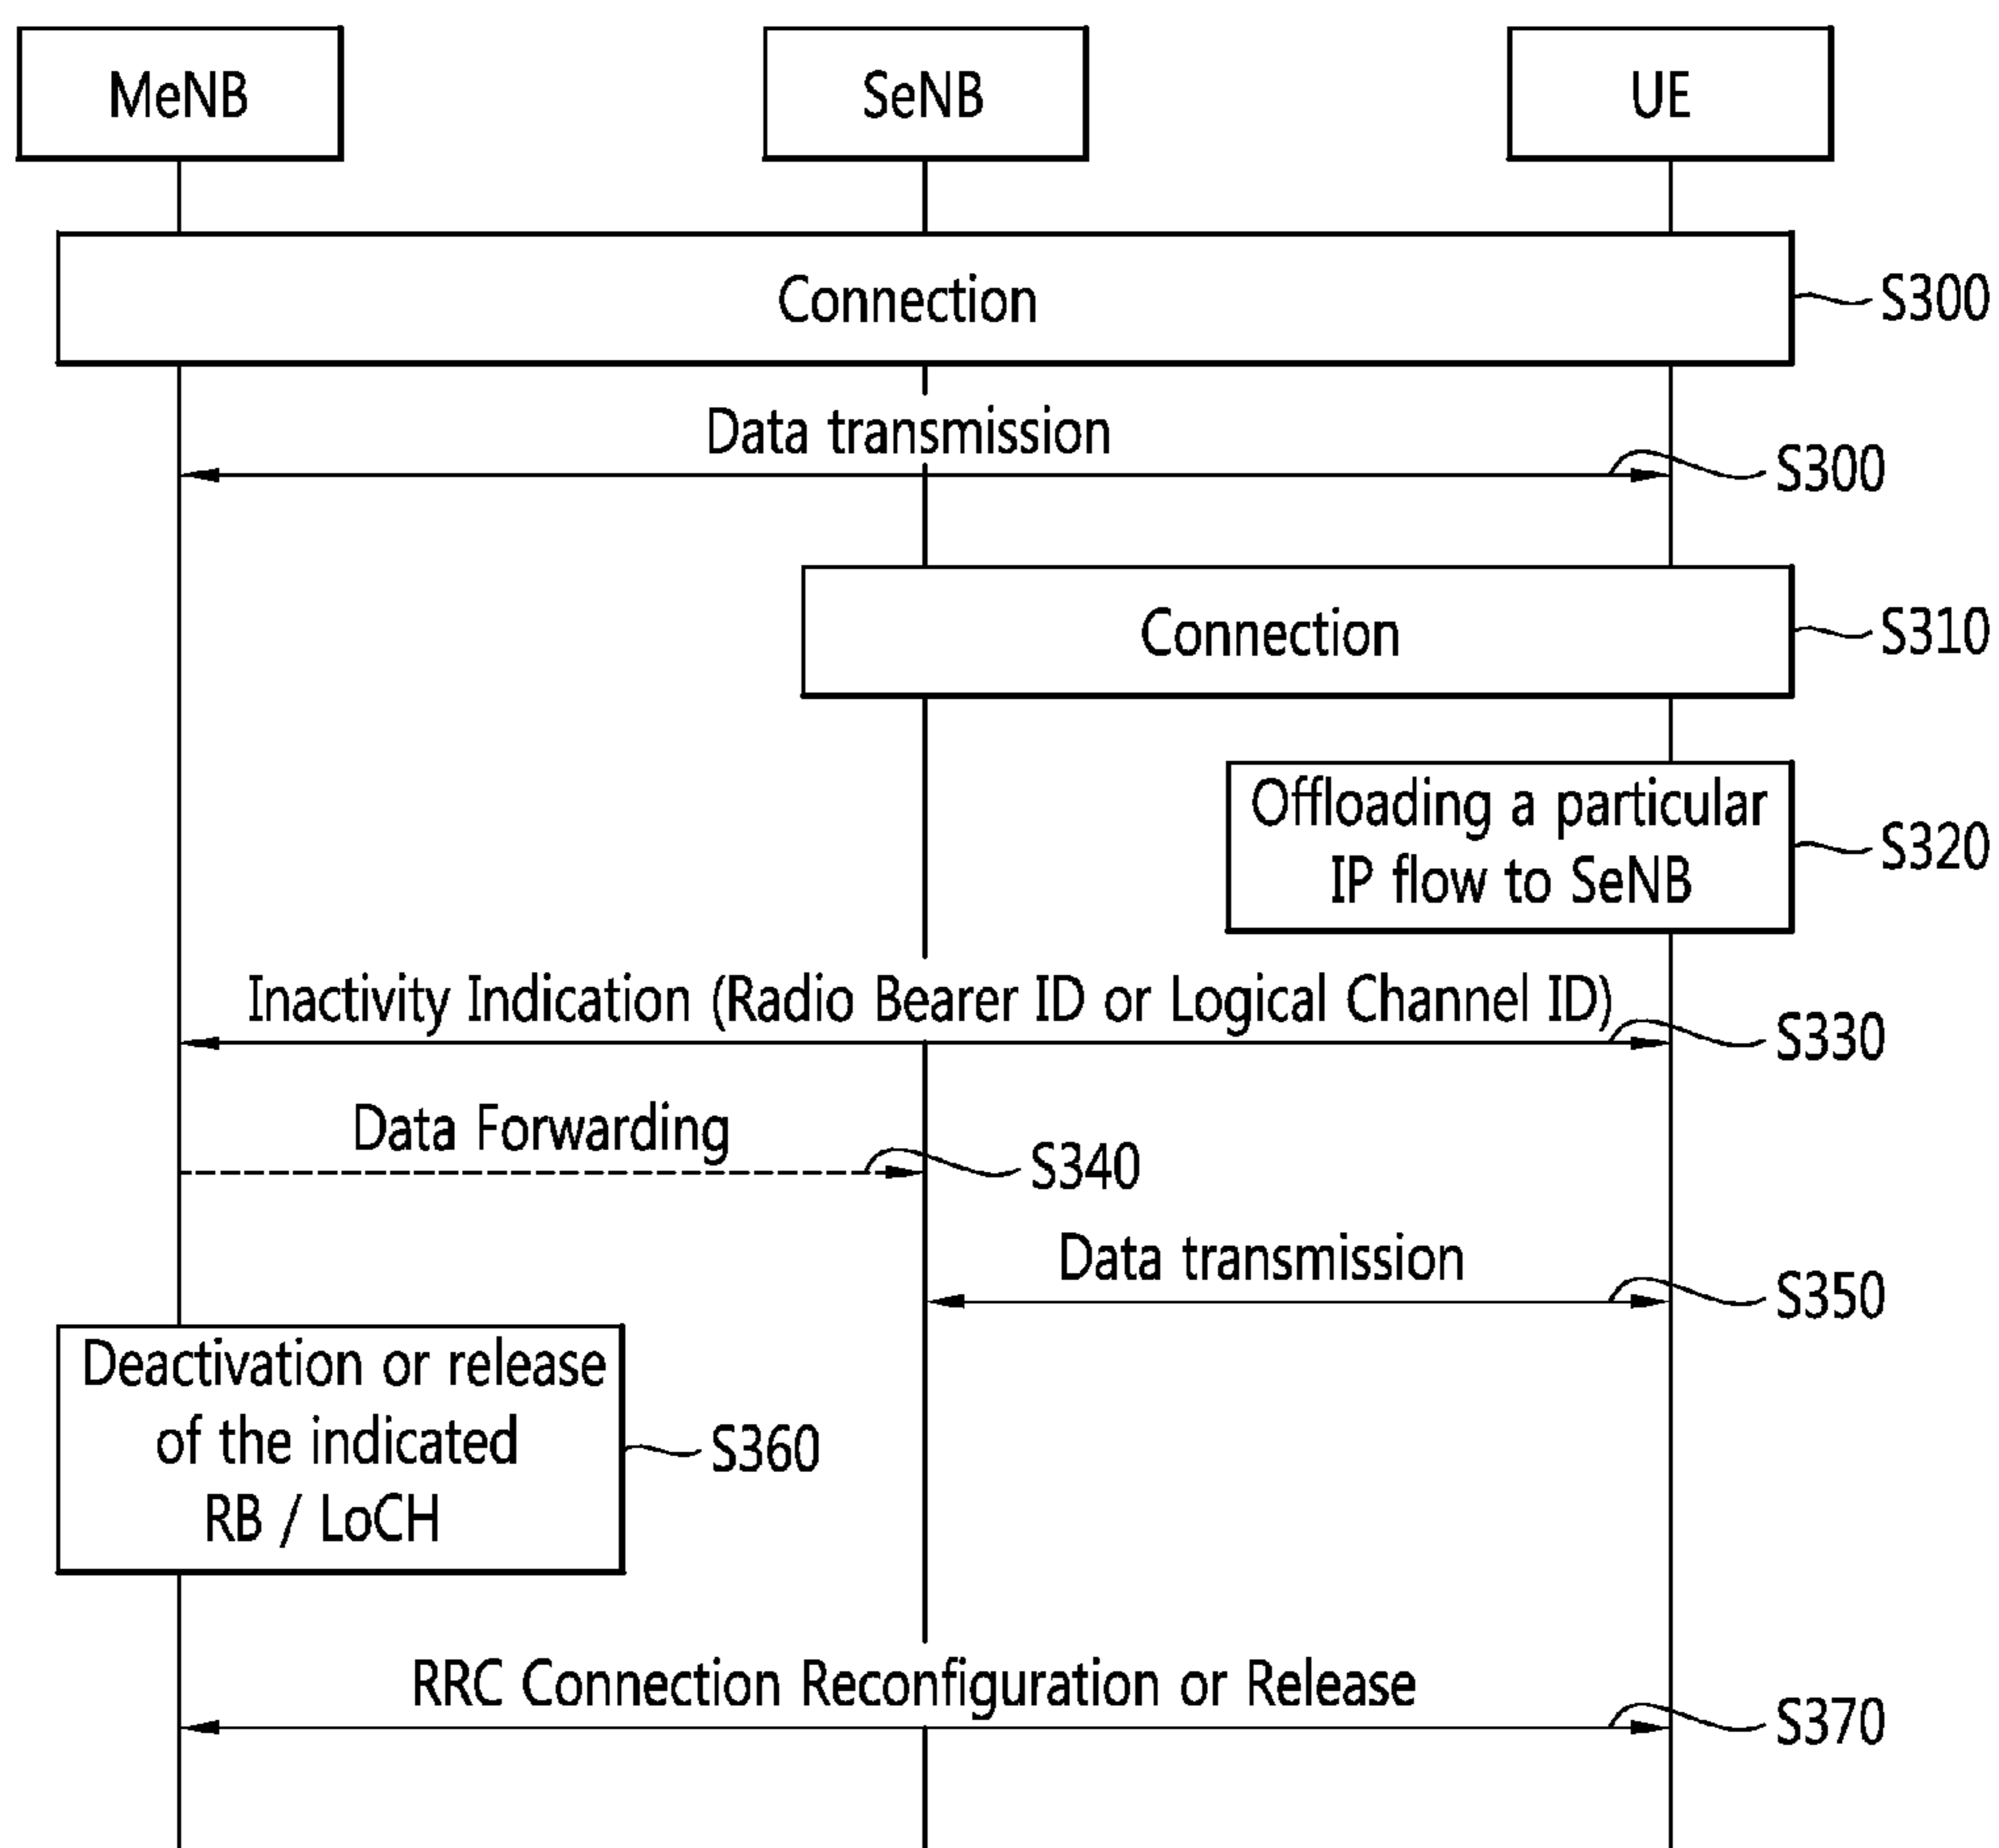 MeNB
SeNB
UE
Connection
S300
Data transmission
S300
Connection
S310
Offloading a particular
IP flow to SeNB
S320
Inactivity Indication (Radio Bearer ID or Logical Channel ID)
S330
Data Forwarding
S340
Data transmission
S350
Deactivation or release
of the indicated
RB / LoCH
S360
RRC Connection Reconfiguration or Release
S370